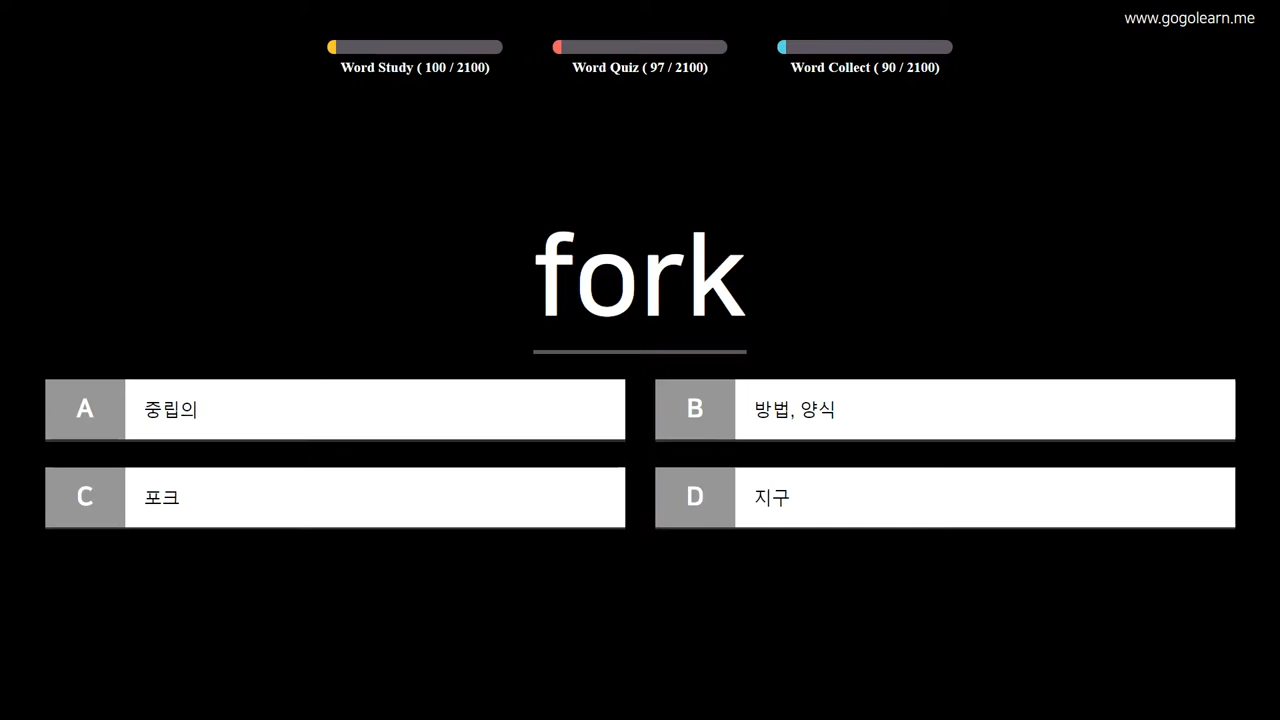 www.gogolearn.me
Word Study ( 100 / 2100)
Word Quiz ( 97 / 2100)
Word Collect ( 90 / 2100)
fork
A 중립의
B 방법, 양식
C 포크
D 지구